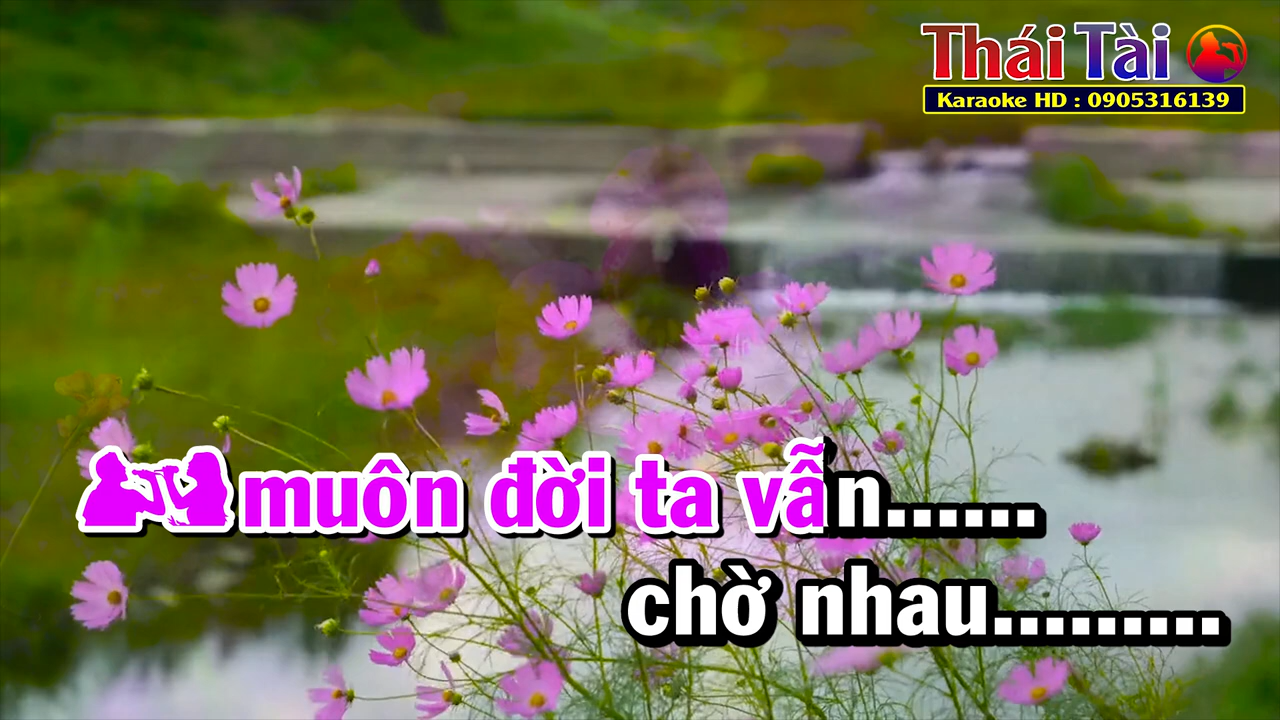 Thái Tài
Karaoke HD : 0905316139
muôn đời ta vẫn......
chờ nhau.........